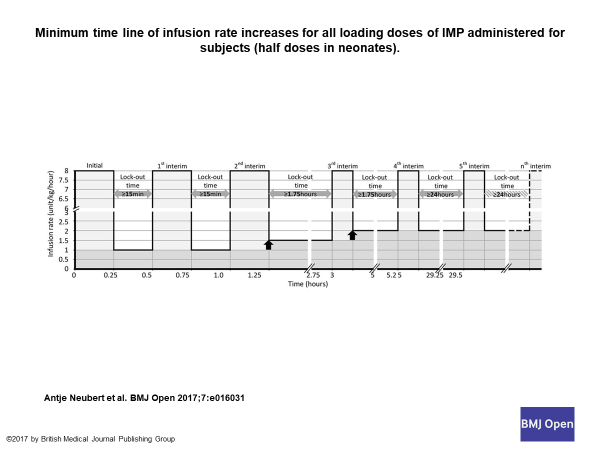 Minimum time line of infusion rate increases for all loading doses of IMP administered for
subjects (half doses in neonates).
Initial 1st interim 2nd interim 3rd interim 4th interim 5th interim nth interim
Lock-out time ≥15min
Lock-out time ≥15min
Lock-out time ≥1.75hours
Lock-out time ≥1.75hours
Lock-out time ≥24hours
Lock-out time ≥24hours
Infusion rate (unit/kg/hour)
8
7.5
7
6.5
6
3
2.5
2
1.5
1
0.5
0
0 0.25 0.5 0.75 1.0 1.25 2.75 3 5 5.2 5 29.25 29.5
Time (hours)
Antje Neubert et al. BMJ Open 2017;7:e016031
©2017 by British Medical Journal Publishing Group
BMJ Open